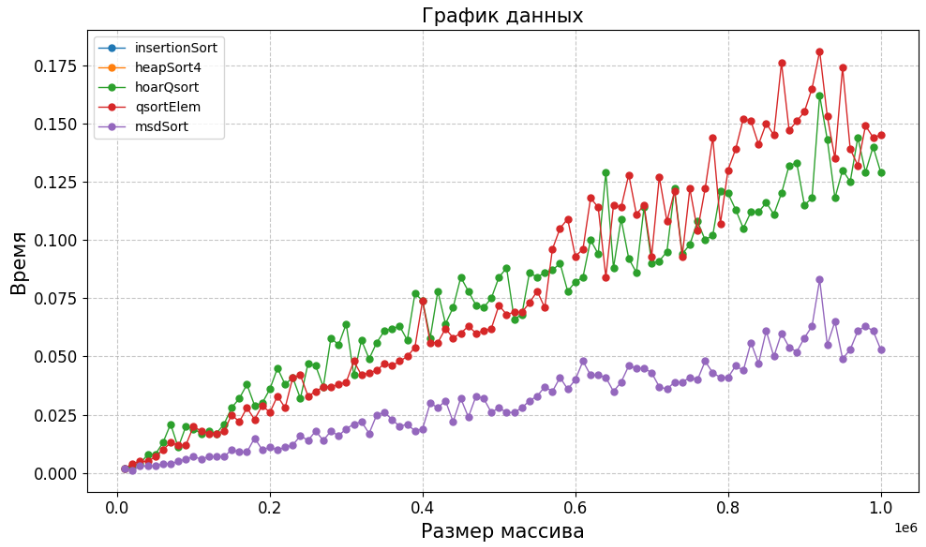 График данных
insertionSort
heapSort4
hoarQsort
qsortElem
msdSort
Время
0.175
0.150
0.125
0.100
0.075
0.050
0.025
0.000
0.0 0.2 0.4 0.6 0.8 1.0
1e6
Размер массива